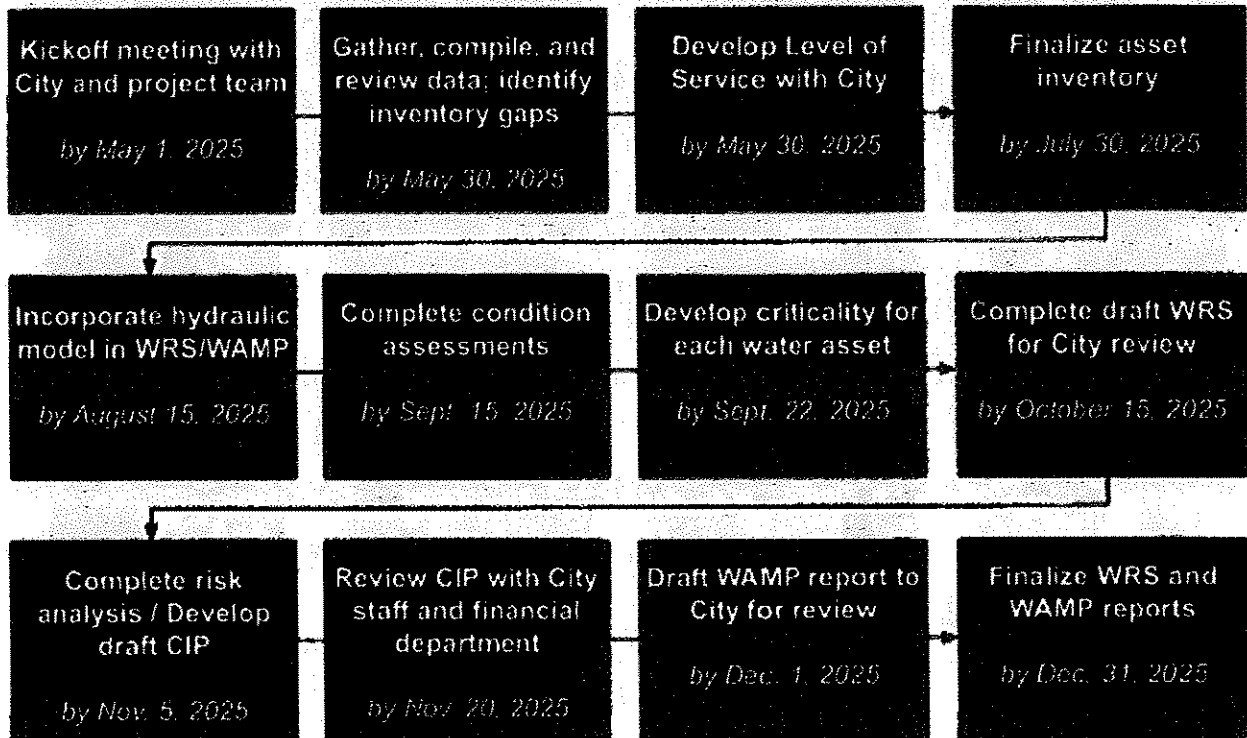 Kickoff meeting with
City and project team
by May 1, 2025
Gather, compile, and
review data; identify
inventory gaps
by May 30, 2025
Develop Level of
Service with City
by May 30, 2025
Finalize asset
inventory
by July 30, 2025
Incorporate hydraulic
model in WRS/WAMP
by August 15, 2025
Complete condition
assessments
by Sept. 15, 2025
Develop criticality for
each water asset
by Sept. 22, 2025
Complete draft WRS
for City review
by October 15, 2025
Complete risk
analysis / Develop
draft CIP
by Nov. 5, 2025
Review CIP with City
staff and financial
department
by Nov. 20, 2025
Draft WAMP report to
City for review
by Dec. 1, 2025
Finalize WRS and
WAMP reports
by Dec. 31, 2025